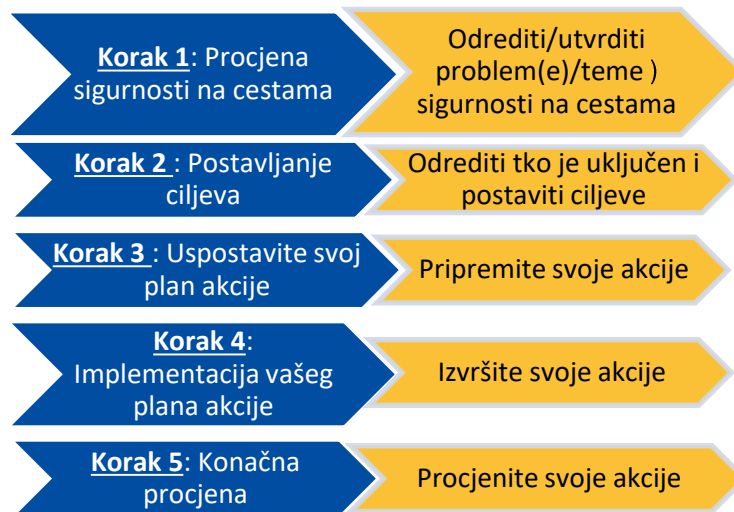 Korak 1: Procjena
sigurnosti na cestama
Odrediti/utvrditi
problem(e)/teme )
sigurnosti na cestama
Korak 2 : Postavljanje
ciljeva
Odrediti tko je uključen i
postaviti ciljeve
Korak 3 : Uspostavite svoj
plan akcije
Pripremite svoje akcije
Korak 4:
Implementacija vašeg
plana akcije
Izvršite svoje akcije
Korak 5: Konačna
procjena
Procjenite svoje akcije